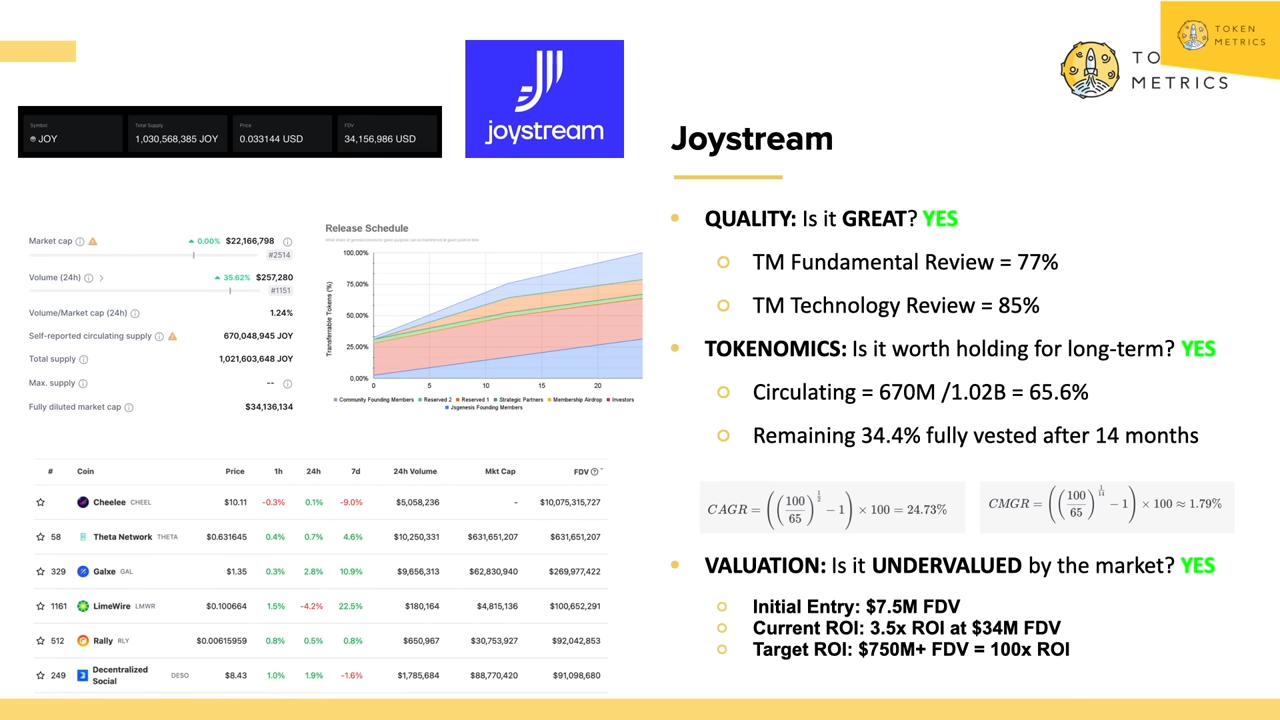 TOKEN
METRICS
TO
METRICS
joystream
Symbol
Total Supply
Price
FDV
JOY
1,030,568,385 JOY
0.033144 USD
34,156,986 USD
Joystream
QUALITY: Is it GREAT? YES
TM Fundamental Review = 77%
TM Technology Review = 85%
TOKENOMICS: Is it worth holding for long-term? YES
Circulating = 670M /1.02B = 65.6%
Remaining 34.4% fully vested after 14 months
CAGR = ((100/65)^(1/2) − 1) × 100 = 24.73%
CMGR = ((100/65)^(1/14) − 1) × 100 ≈ 1.79%
VALUATION: Is it UNDERVALUED by the market? YES
Initial Entry: $7.5M FDV
Current ROI: 3.5x ROI at $34M FDV
Target ROI: $750M+ FDV = 100x ROI
Market cap 0.00% $22,166,798
#2514
Volume (24h) 35.62% $257,280
#1151
Volume/Market cap (24h) 1.24%
Self-reported circulating supply 670,048,945 JOY
Total supply 1,021,603,648 JOY
Max. supply --
Fully diluted market cap $34,136,134
Release Schedule
100,00%
75,00%
50,00%
25,00%
0,00%
Transferrable Tokens (%)
0 5 10 15 20
Community Founding Members Reserved 2 Reserved 1 Strategic Partners Membership Airdrop Investors
Jsgenesis Founding Members
# Coin Price 1h 24h 7d 24h Volume Mkt Cap FDV
Cheelee CHEEL $10.11 -0.3% 0.1% -9.0% $5,058,236 - $10,075,315,727
58 Theta Network THETA $0.631645 0.4% 0.7% 4.6% $10,250,331 $631,651,207 $631,651,207
329 Galxe GAL $1.35 0.3% 2.8% 10.9% $9,656,313 $62,830,940 $269,977,422
1161 LimeWire LMWR $0.100664 1.5% -4.2% 22.5% $180,164 $4,815,136 $100,652,291
512 Rally RLY $0.00615959 0.8% 0.5% 0.8% $650,967 $30,753,927 $92,042,853
249 Decentralized Social DESO $8.43 1.0% 1.9% -1.6% $1,785,684 $88,770,420 $91,098,680